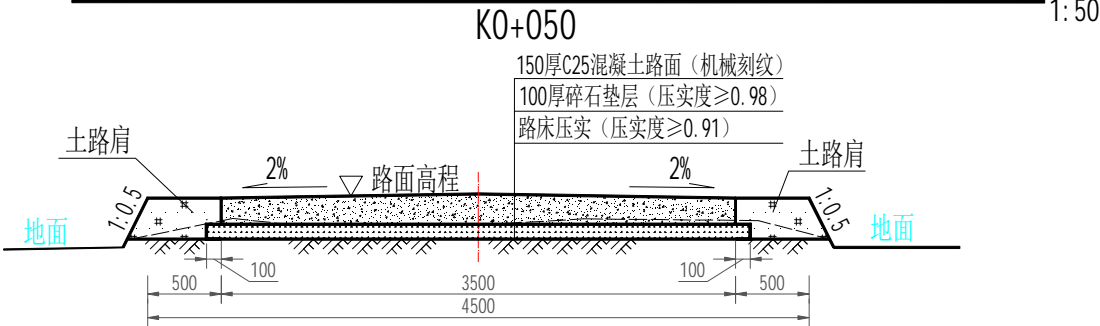 1:50
K0+050
150厚C25混凝土路面（机械刻纹）
100厚碎石垫层（压实度≥0.98）
路床压实（压实度≥0.91）
土路肩
土路肩
2%
路面高程
2%
1:0.5
1:0.5
地面
地面
100
100
500
3500
500
4500